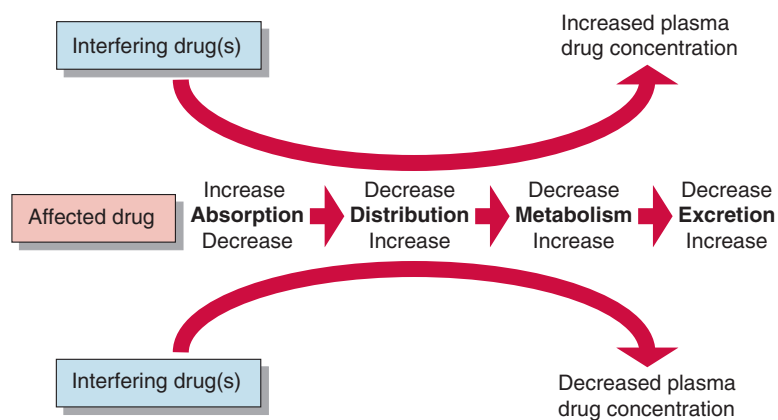 Interfering drug(s)
Increased plasma
drug concentration
Affected drug
Increase
Absorption
Decrease
Decrease
Distribution
Increase
Decrease
Metabolism
Increase
Decrease
Excretion
Increase
Interfering drug(s)
Decreased plasma
drug concentration